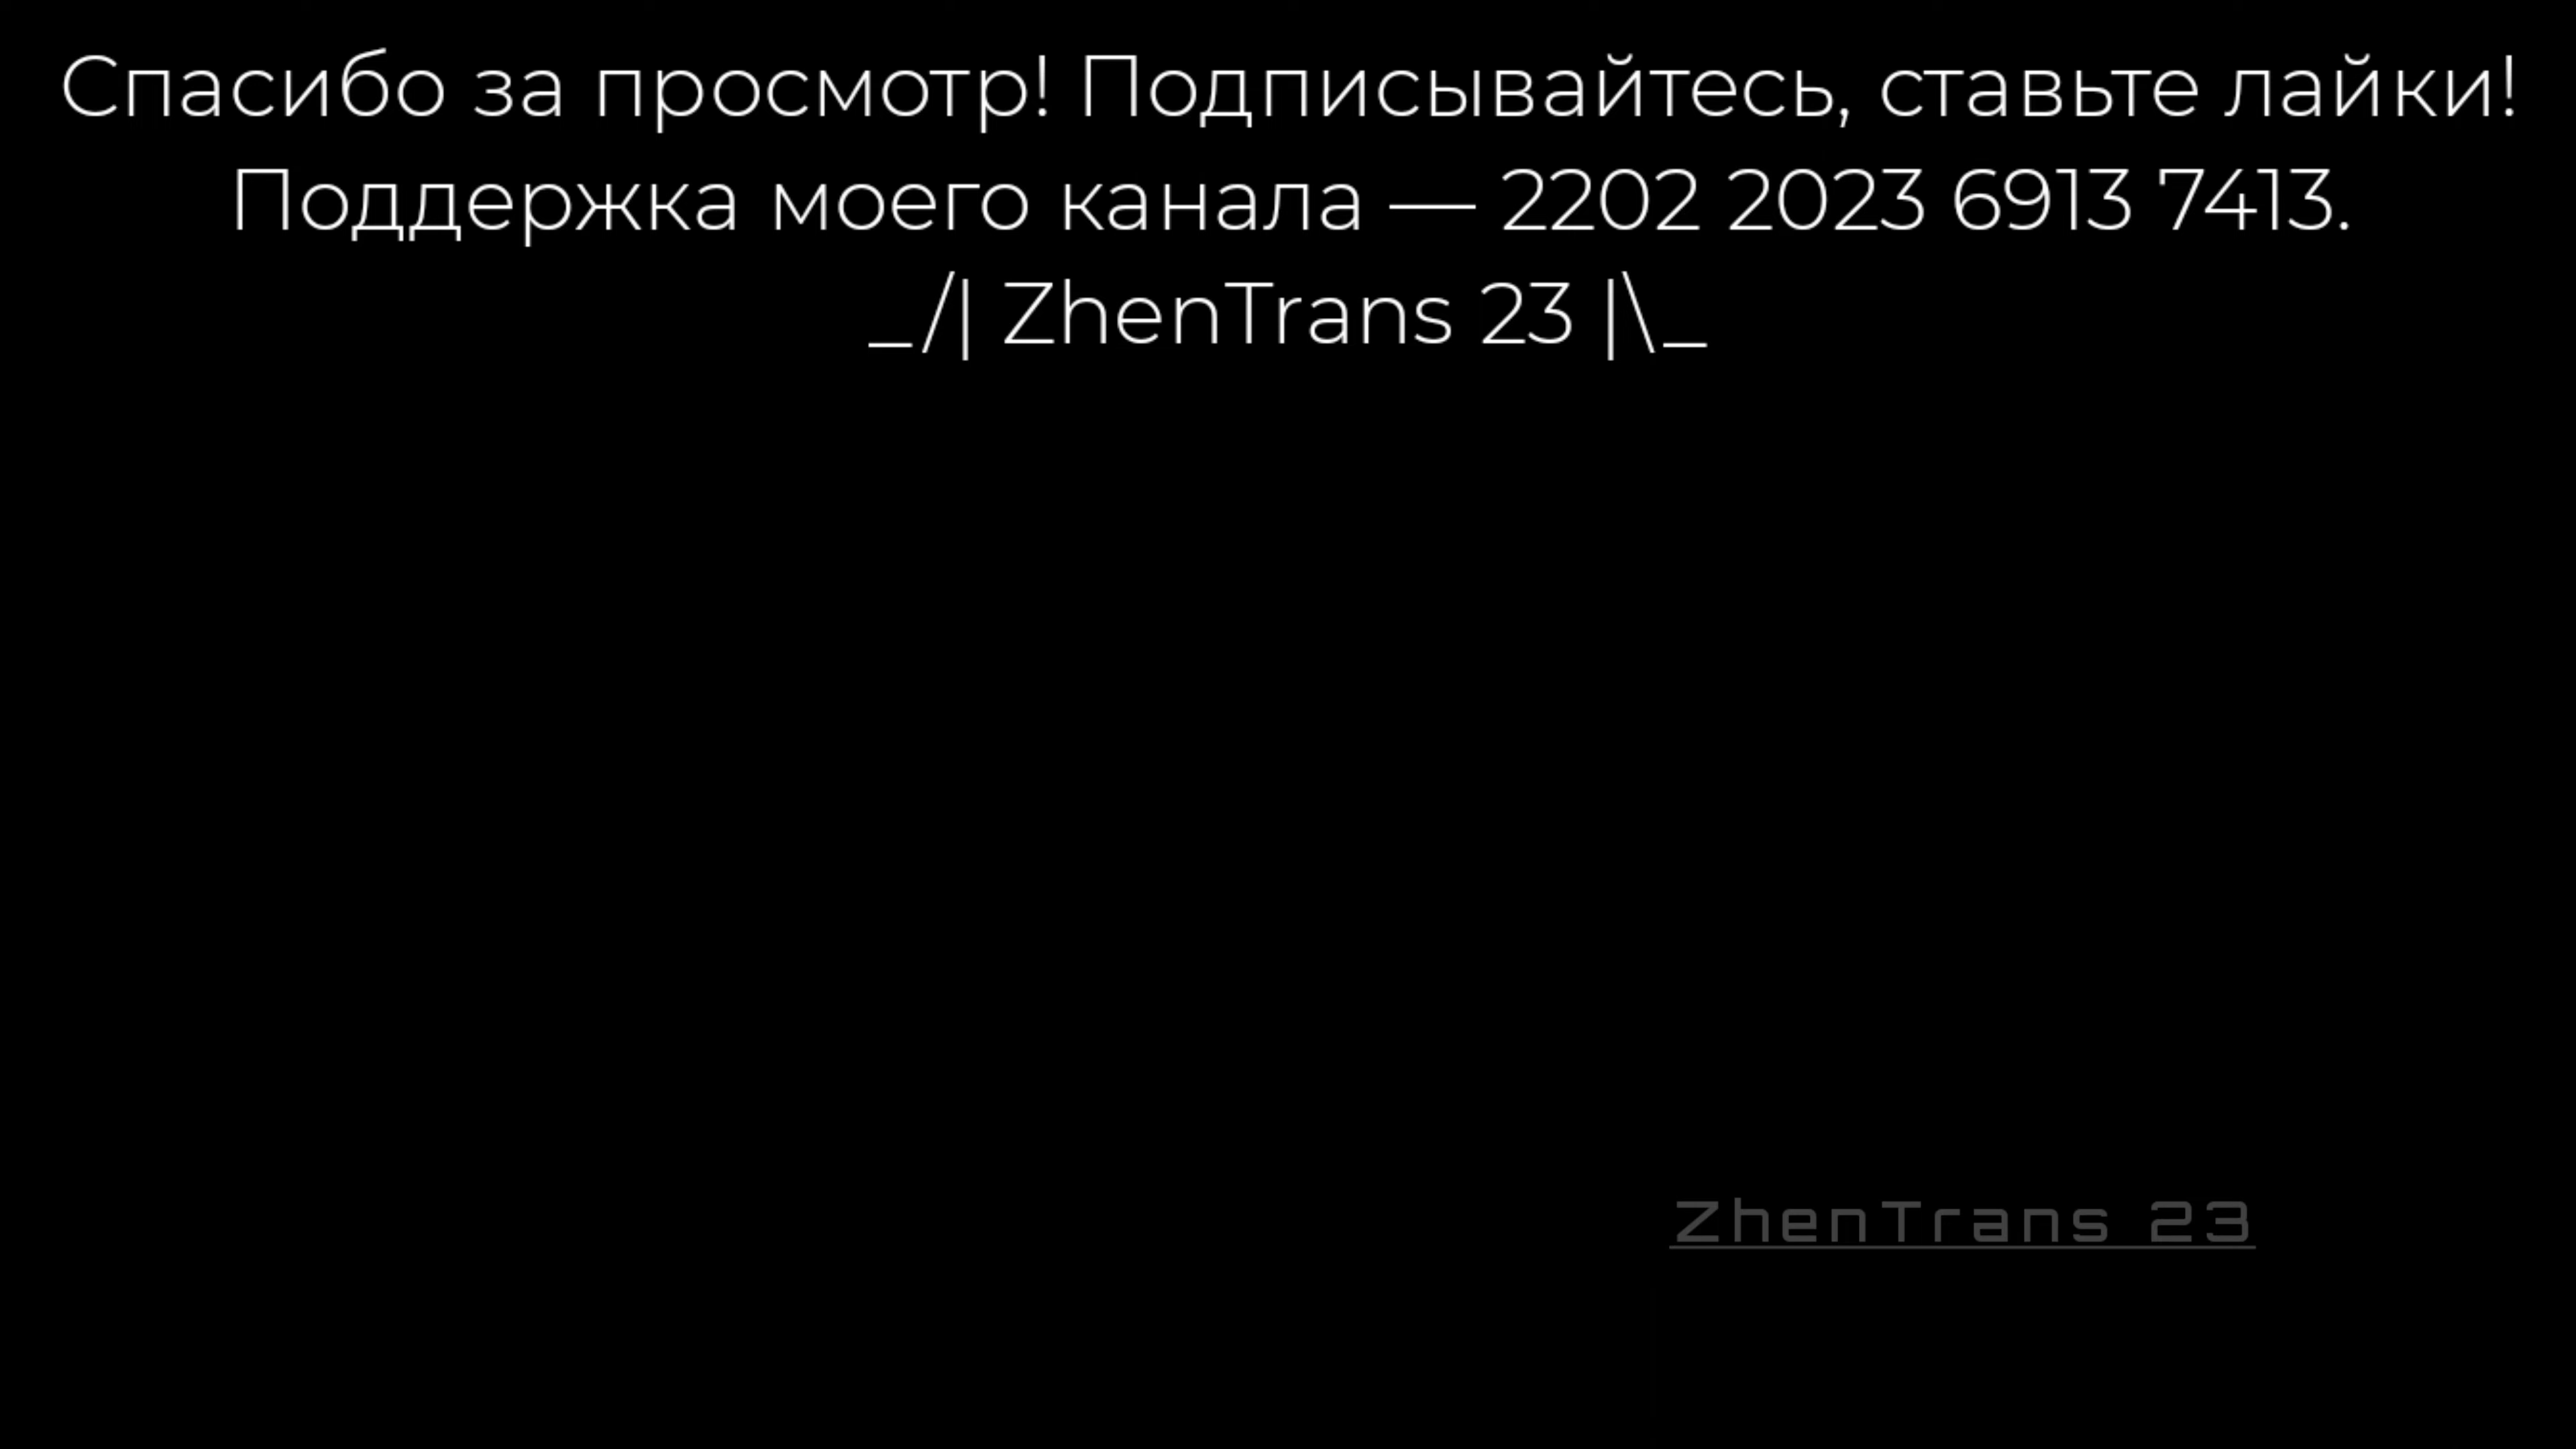 Спасибо за просмотр! Подписывайтесь, ставьте лайки!
Поддержка моего канала — 2202 2023 6913 7413.
_/| ZhenTrans 23 |\_
ZhenTrans 23